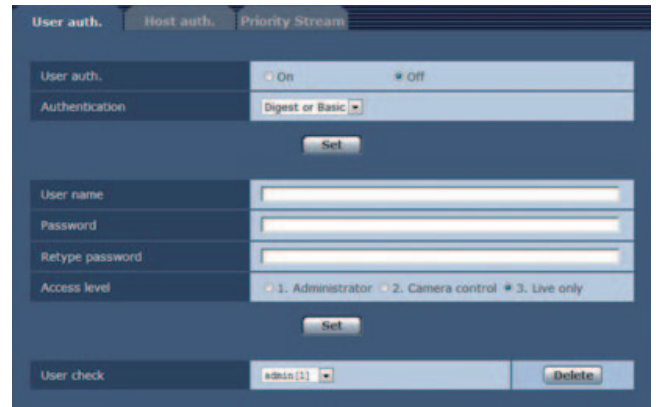 User auth. Host auth. Priority Stream
User auth. On Off
Authentication Digest or Basic
Set
User name
Password
Retype password
Access level 1. Administrator 2. Camera control 3. Live only
Set
User check admin[1] Delete